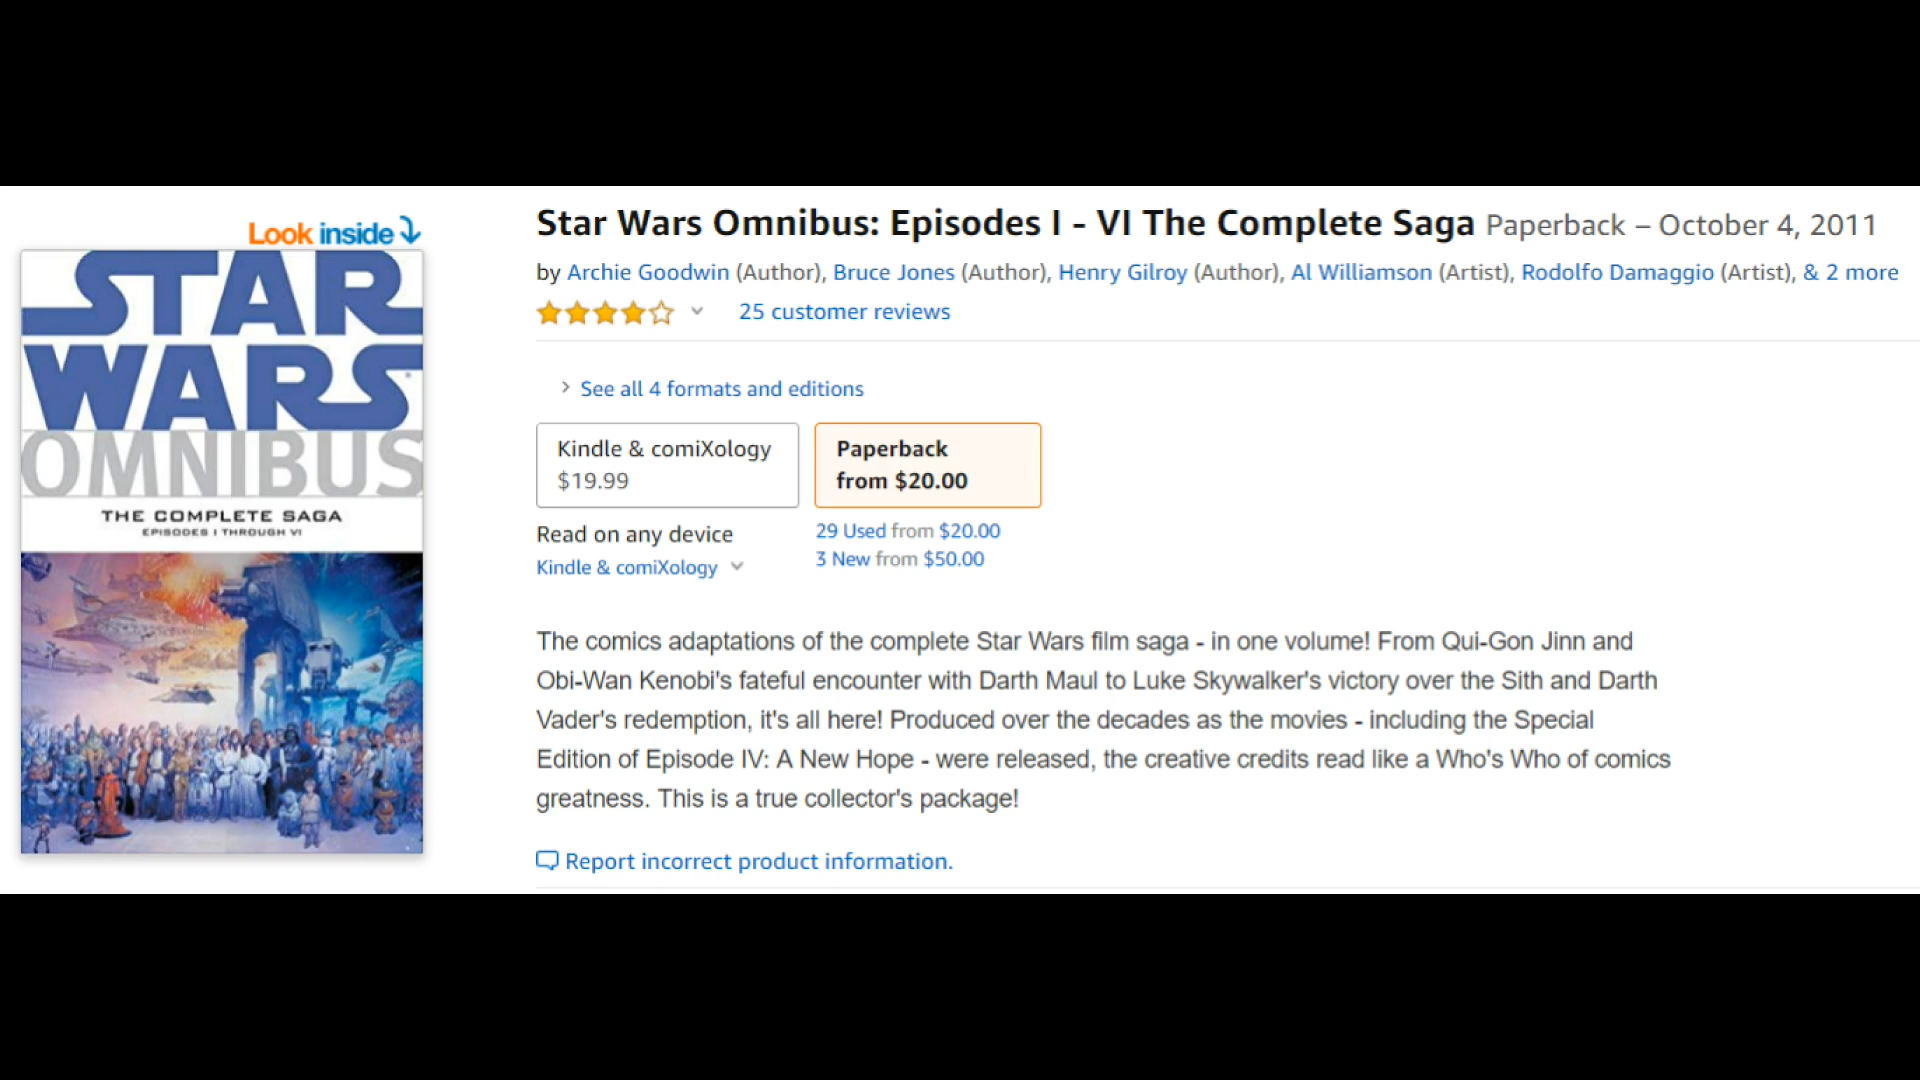 Look inside
STAR
WARS
OMNIBUS
THE COMPLETE SAGA
EPISODES I THROUGH VI
Star Wars Omnibus: Episodes I - VI The Complete Saga Paperback – October 4, 2011
by Archie Goodwin (Author), Bruce Jones (Author), Henry Gilroy (Author), Al Williamson (Artist), Rodolfo Damaggio (Artist), & 2 more
25 customer reviews
See all 4 formats and editions
Kindle & comiXology
$19.99
Paperback
from $20.00
Read on any device
Kindle & comiXology
29 Used from $20.00
3 New from $50.00
The comics adaptations of the complete Star Wars film saga - in one volume! From Qui-Gon Jinn and
Obi-Wan Kenobi's fateful encounter with Darth Maul to Luke Skywalker's victory over the Sith and Darth
Vader's redemption, it's all here! Produced over the decades as the movies - including the Special
Edition of Episode IV: A New Hope - were released, the creative credits read like a Who's Who of comics
greatness. This is a true collector's package!
Report incorrect product information.